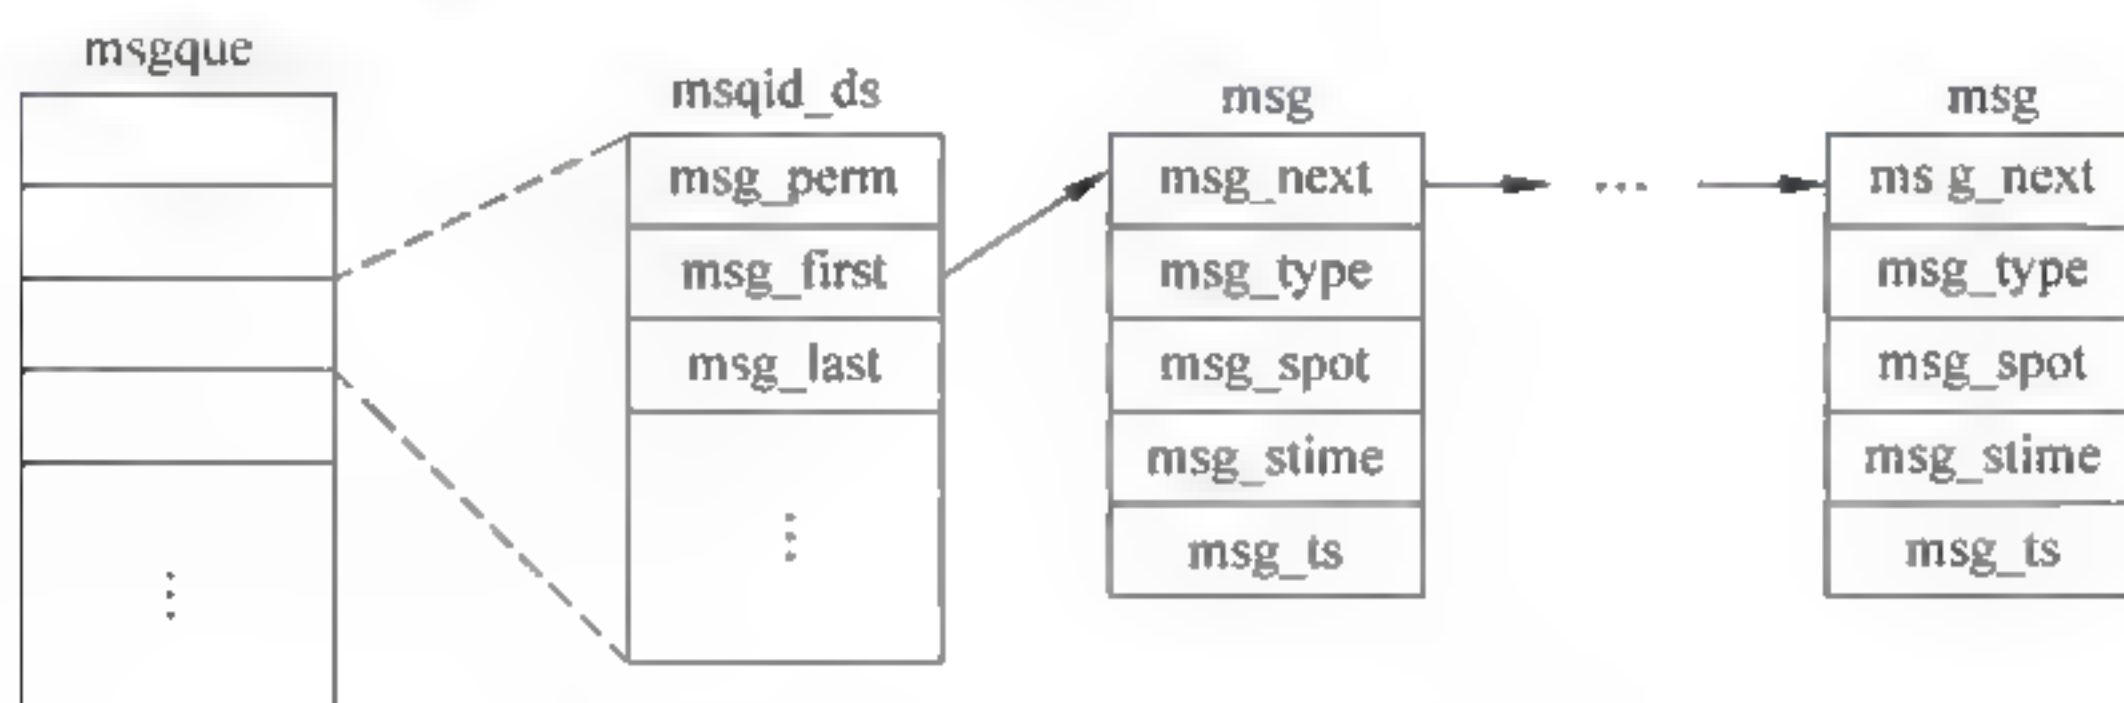 msgque
msqid_ds
msg
msg
msg_perm
msg_next
...
ms g_next
msg_first
msg_type
msg_type
msg_last
msg_spot
msg_spot
msg_stime
msg_stime
msg_ts
msg_ts